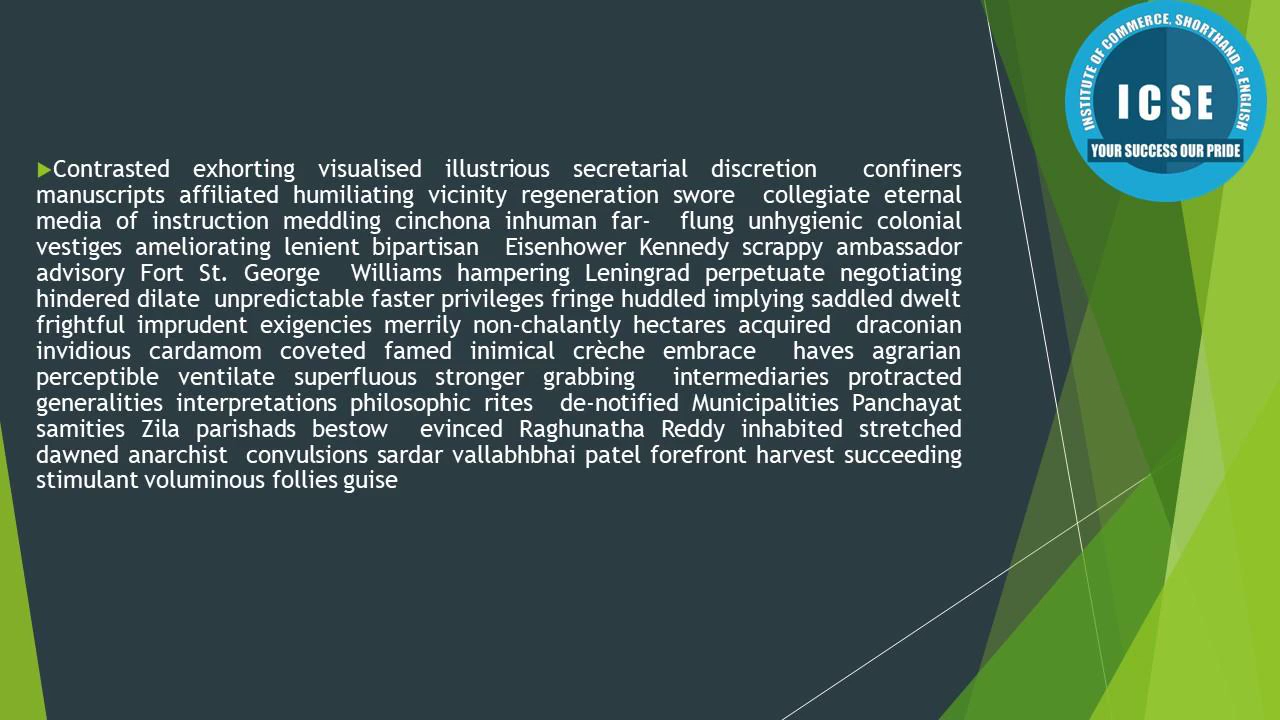 INSTITUTE OF COMMERCE, SHORTHAND & ENGLISH
ICSE
YOUR SUCCESS OUR PRIDE
Contrasted exhorting visualised illustrious secretarial discretion confiners
manuscripts affiliated humiliating vicinity regeneration swore collegiate eternal
media of instruction meddling cinchona inhuman far- flung unhygienic colonial
vestiges ameliorating lenient bipartisan Eisenhower Kennedy scrappy ambassador
advisory Fort St. George Williams hampering Leningrad perpetuate negotiating
hindered dilate unpredictable faster privileges fringe huddled implying saddled dwelt
frightful imprudent exigencies merrily non-chalantly hectares acquired draconian
invidious cardamom coveted famed inimical crèche embrace haves agrarian
perceptible ventilate superfluous stronger grabbing intermediaries protracted
generalities interpretations philosophic rites de-notified Municipalities Panchayat
samities Zila parishads bestow evinced Raghunatha Reddy inhabited stretched
dawned anarchist convulsions sardar vallabhbhai patel forefront harvest succeeding
stimulant voluminous follies guise